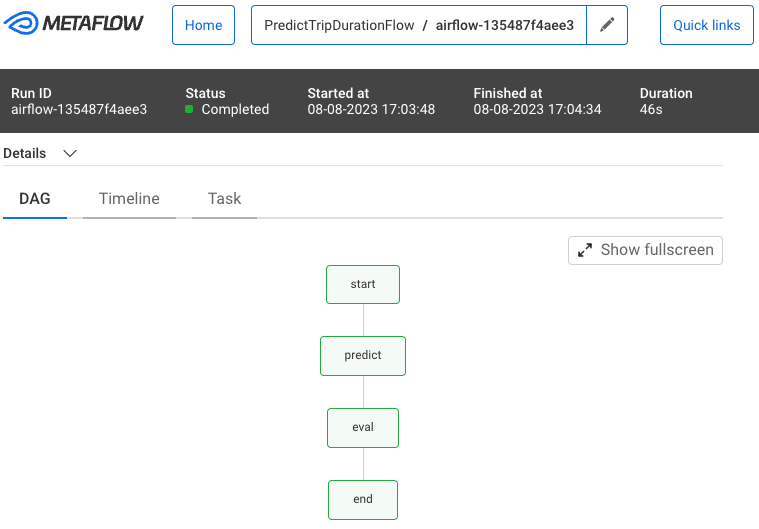 METAFLOW
Home
PredictTripDurationFlow / airflow-135487f4aee3
Quick links
Run ID
airflow-135487f4aee3
Status
Completed
Started at
08-08-2023 17:03:48
Finished at
08-08-2023 17:04:34
Duration
46s
Details
DAG
Timeline
Task
Show fullscreen
start
predict
eval
end